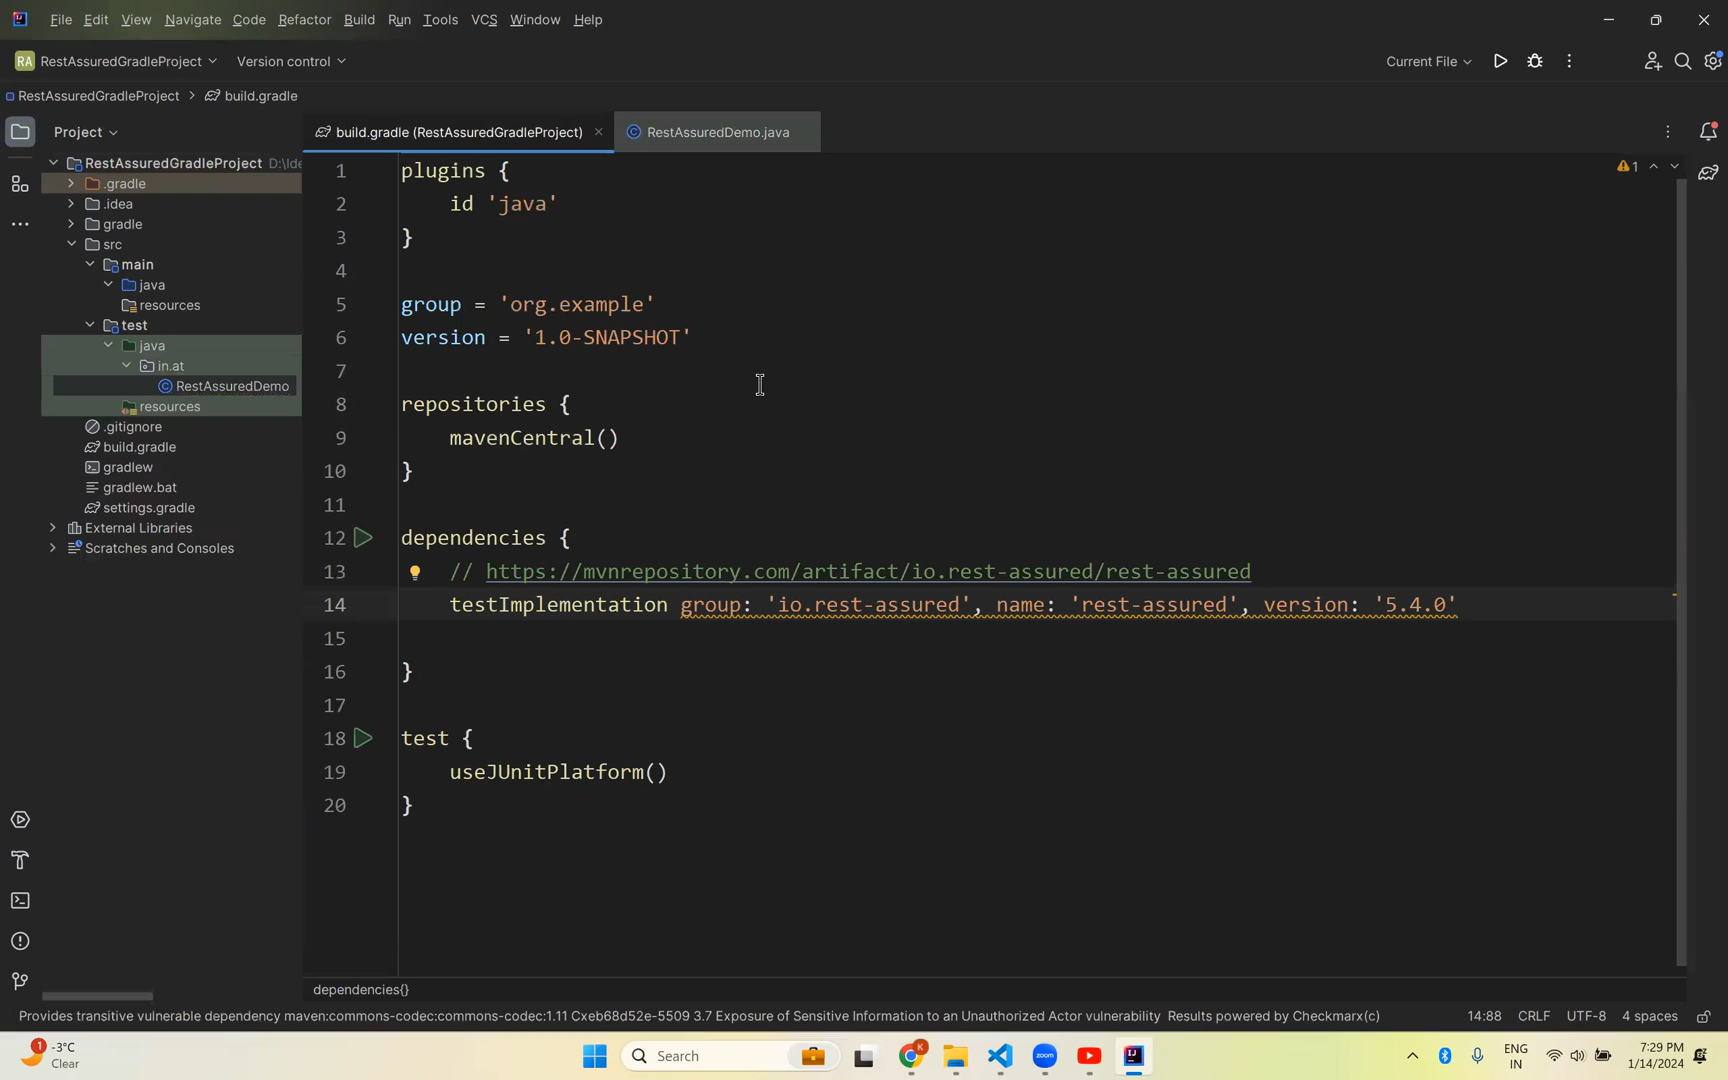 File Edit View Navigate Code Refactor Build Run Tools VCS Window Help
RA RestAssuredGradleProject Version control Current File
RestAssuredGradleProject > build.gradle
Project
build.gradle (RestAssuredGradleProject)
RestAssuredDemo.java
RestAssuredGradleProject D:\Ide
.gradle
.idea
gradle
src
main
java
resources
test
java
in.at
RestAssuredDemo
resources
.gitignore
build.gradle
gradlew
gradlew.bat
settings.gradle
External Libraries
Scratches and Consoles
1
1 plugins {
2 id 'java'
3 }
4
5 group = 'org.example'
6 version = '1.0-SNAPSHOT'
7
8 repositories {
9 mavenCentral()
10 }
11
12 dependencies {
13 // https://mvnrepository.com/artifact/io.rest-assured/rest-assured
14 testImplementation group: 'io.rest-assured', name: 'rest-assured', version: '5.4.0'
15
16 }
17
18 test {
19 useJUnitPlatform()
20 }
dependencies{}
Provides transitive vulnerable dependency maven:commons-codec:commons-codec:1.11 Cxeb68d52e-5509 3.7 Exposure of Sensitive Information to an Unauthorized Actor vulnerability Results powered by Checkmarx(c) 14:88 CRLF UTF-8 4 spaces
1
-3°C
Clear
Search
K
zoom
ENG
IN
7:29 PM
1/14/2024